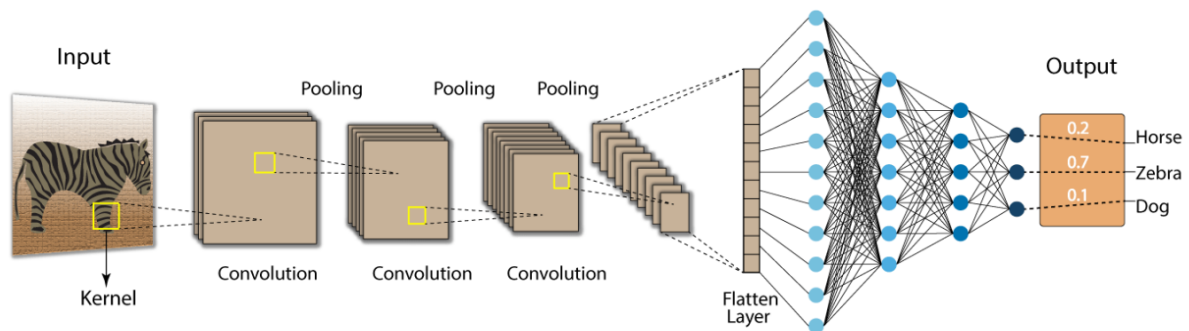 Input
Kernel
Convolution
Pooling
Convolution
Pooling
Convolution
Pooling
Flatten
Layer
Output
0.2
Horse
0.7
Zebra
0.1
Dog